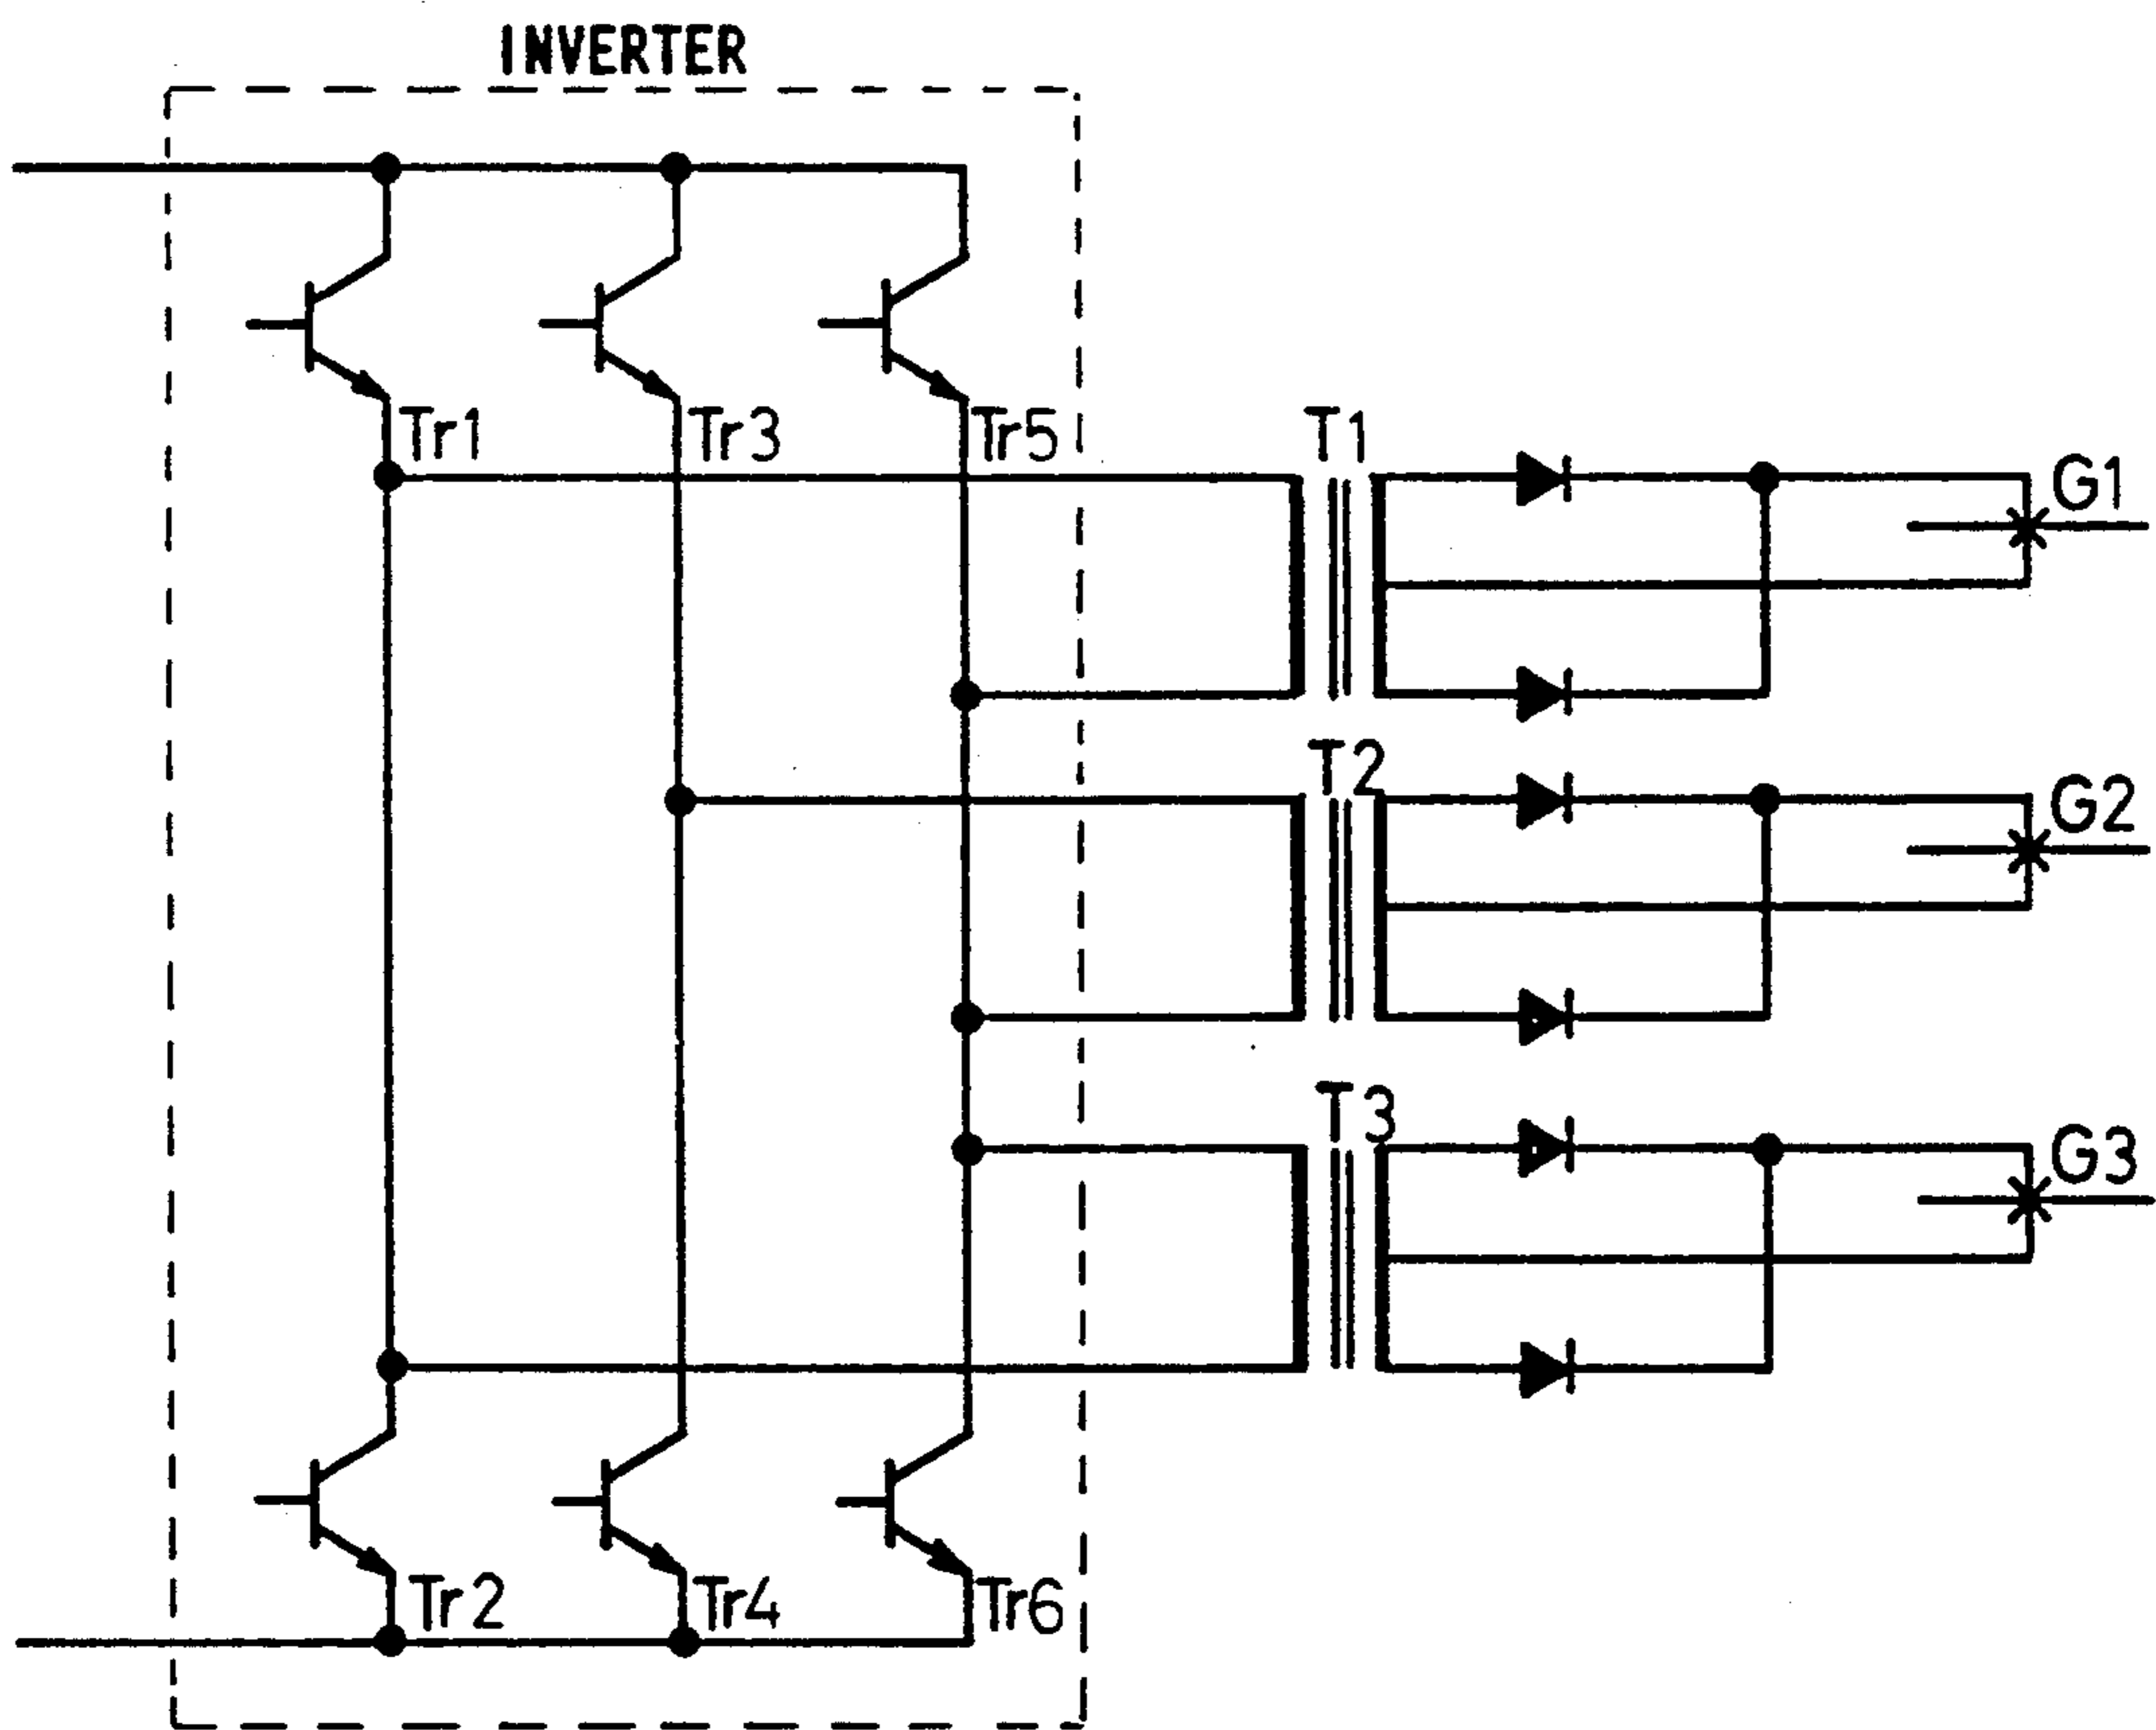 INVERTER
Tr1 Tr3 Tr5 T1
G1
T2
G2
T3
G3
Tr2 Tr4 Tr6